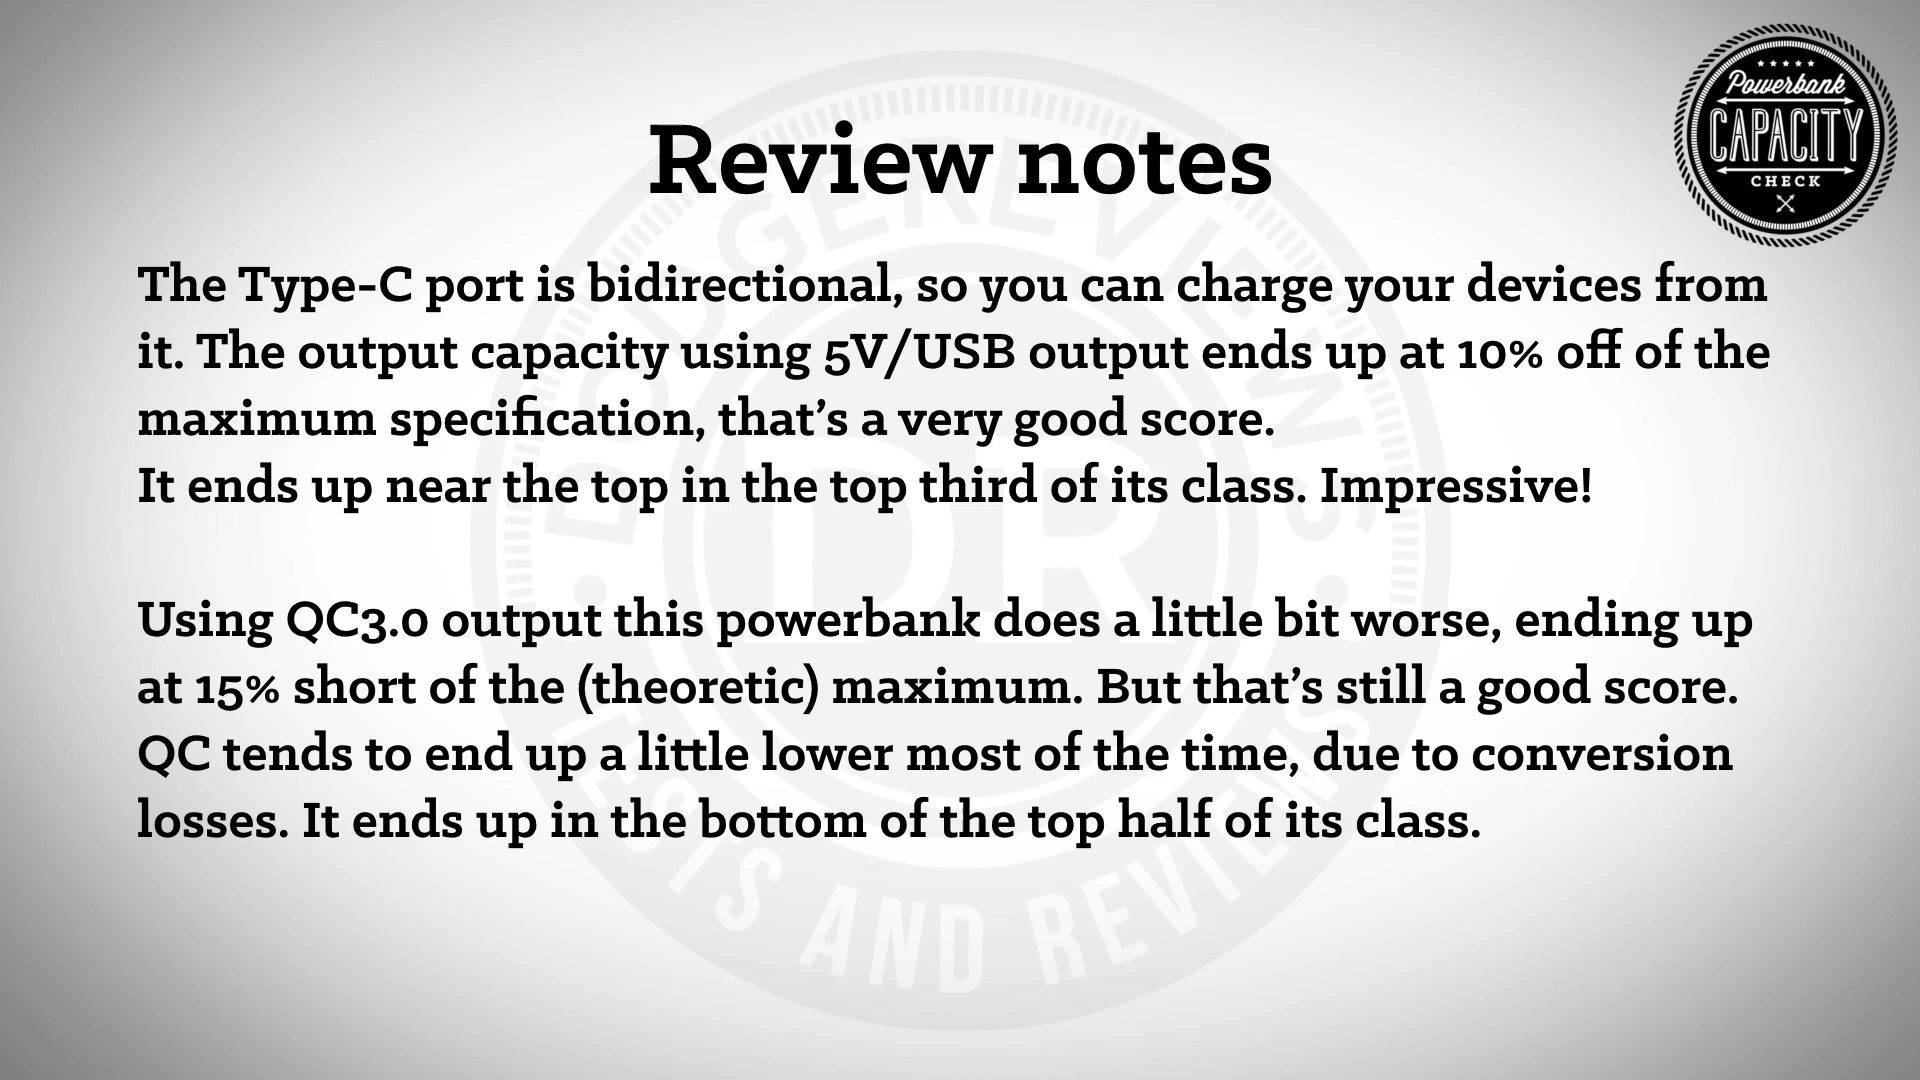 Powerbank
CAPACITY
CHECK
Review notes
The Type-C port is bidirectional, so you can charge your devices from
it. The output capacity using 5V/USB output ends up at 10% off of the
maximum specification, that’s a very good score.
It ends up near the top in the top third of its class. Impressive!
Using QC3.0 output this powerbank does a little bit worse, ending up
at 15% short of the (theoretic) maximum. But that’s still a good score.
QC tends to end up a little lower most of the time, due to conversion
losses. It ends up in the bottom of the top half of its class.
DODGEREVIEWS
DR
TESTS AND REVIEWS